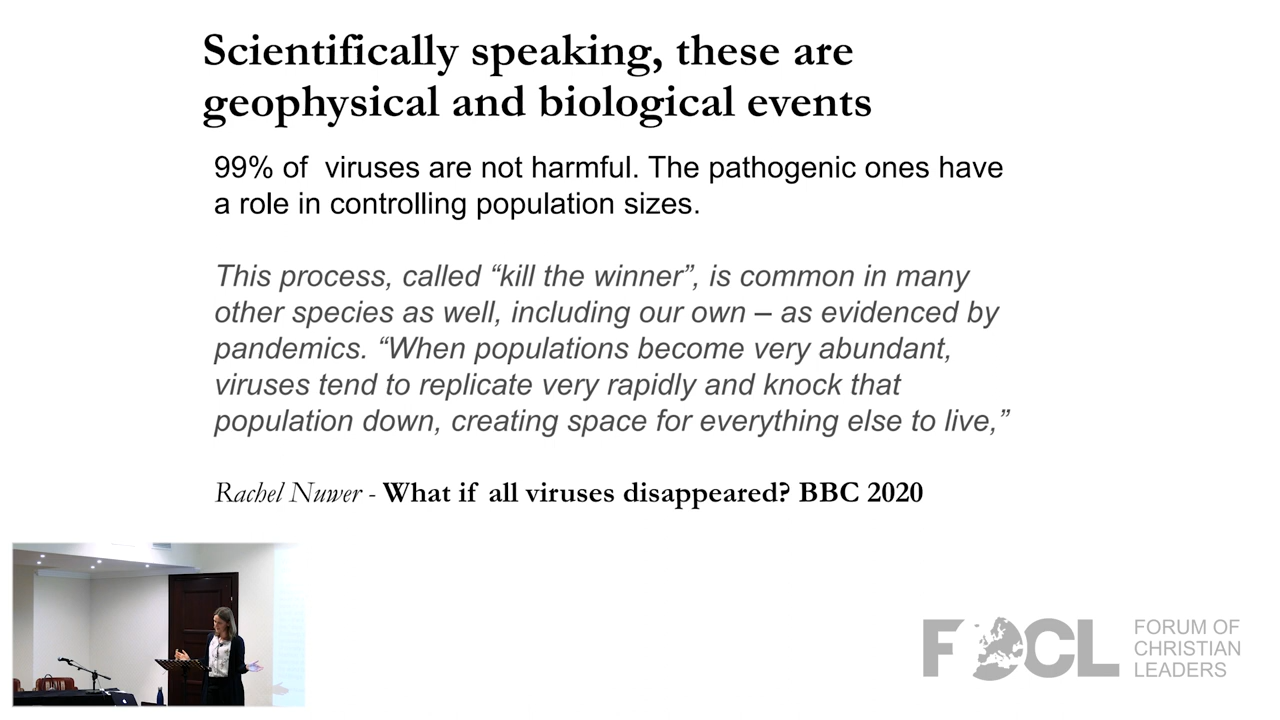 Scientifically speaking, these are
geophysical and biological events
99% of  viruses are not harmful. The pathogenic ones have
a role in controlling population sizes.
This process, called “kill the winner”, is common in many
other species as well, including our own – as evidenced by
pandemics. “When populations become very abundant,
viruses tend to replicate very rapidly and knock that
population down, creating space for everything else to live,”
Rachel Nuwer - What if all viruses disappeared? BBC 2020
FOCL
FORUM OF
CHRISTIAN
LEADERS